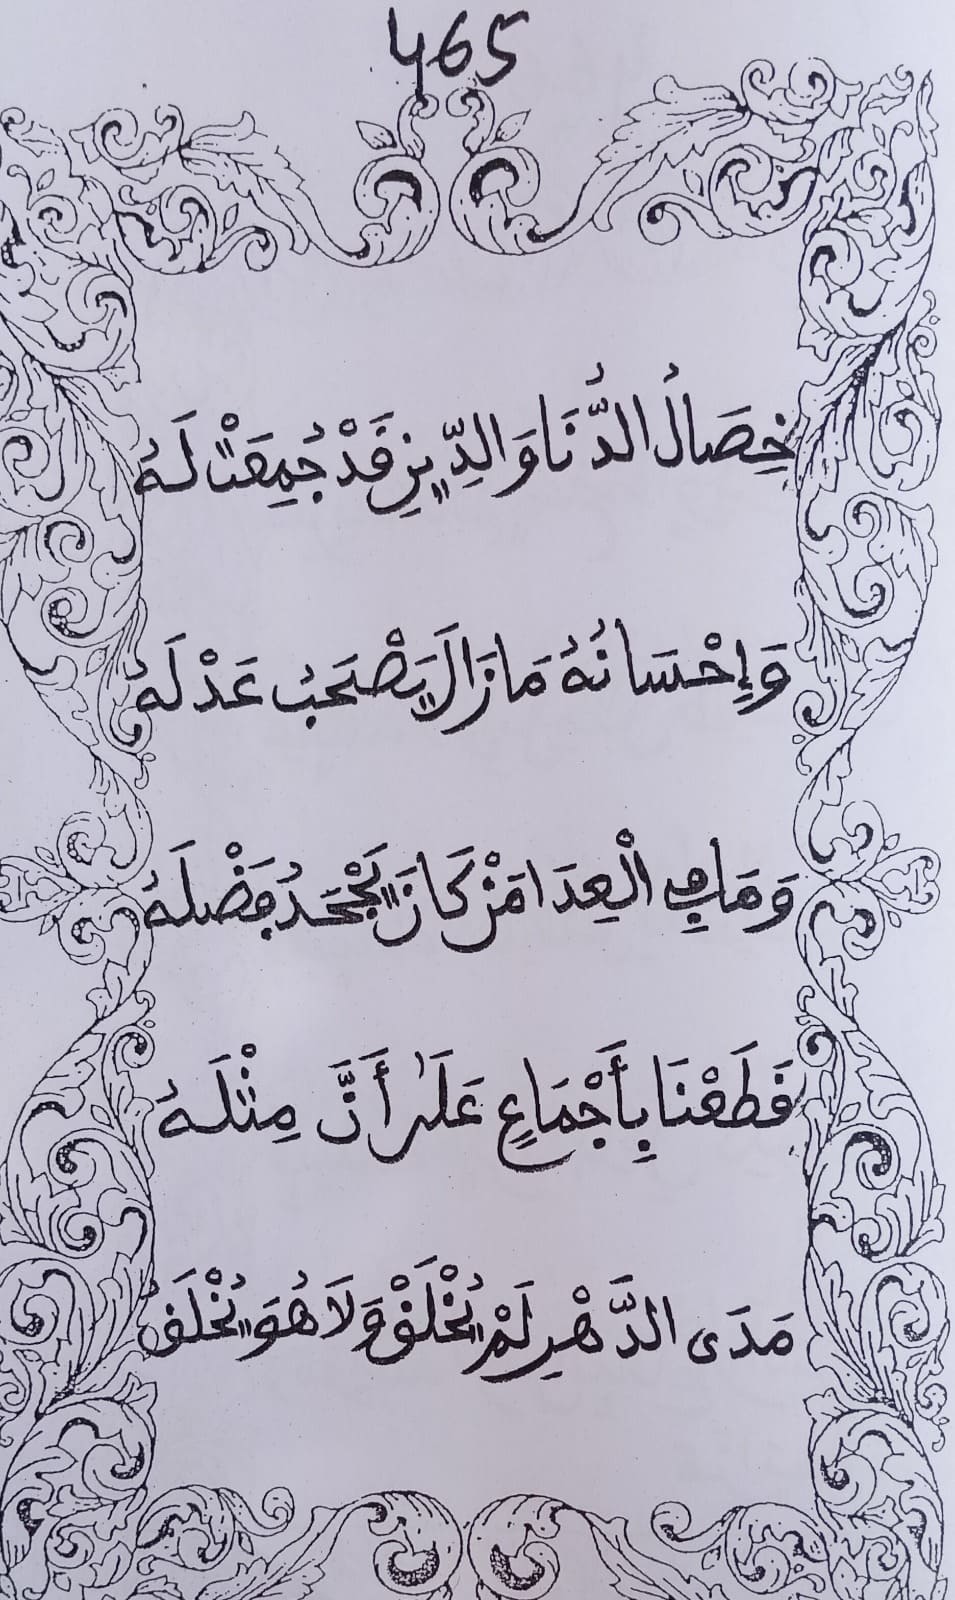 465
خِصَالُ الدُّنَا وَالدِّينِ قَدْ جُمِعَتْ لَهُ
وَإِحْسَانُهُ مَا زَالَ يَصْحَبُ عَدْلَهُ
وَمَا فِي الْعِدَا مَنْ كَانَ يَجْحَدُ فَضْلَهُ
قَطَعْنَا بِأَجْمَاعٍ عَلَى أَنَّ مِثْلَهُ
مَدَى الدَّهْرِ لَمْ يُخْلَقْ وَلَا هُوَ يُخْلَقُ